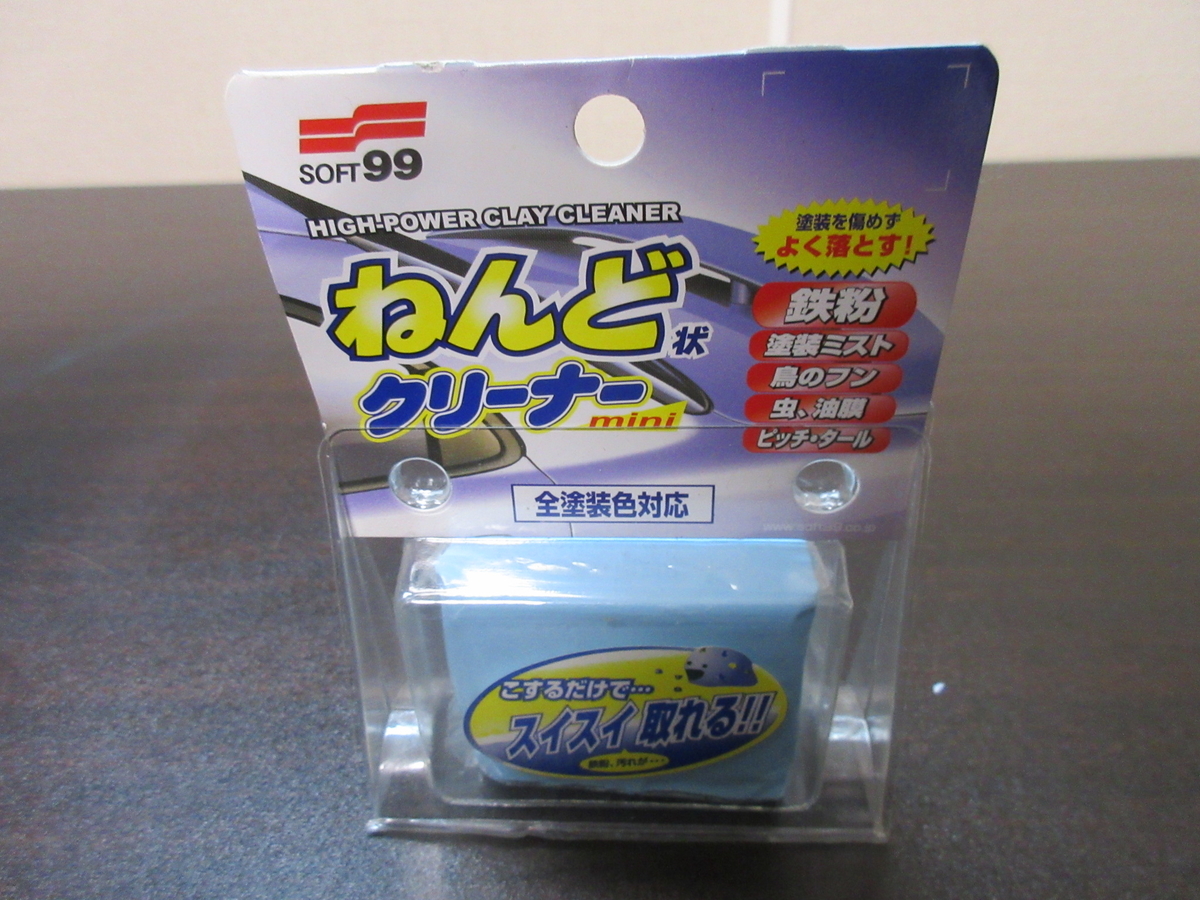 SOFT99
HIGH-POWER CLAY CLEANER
ねんど状
クリーナー
mini
塗装を傷めず
よく落とす!
鉄粉
塗装ミスト
鳥のフン
虫、油膜
ピッチ・タール
全塗装色対応
こするだけで…
スイスイ取れる!!
鉄粉、汚れが…